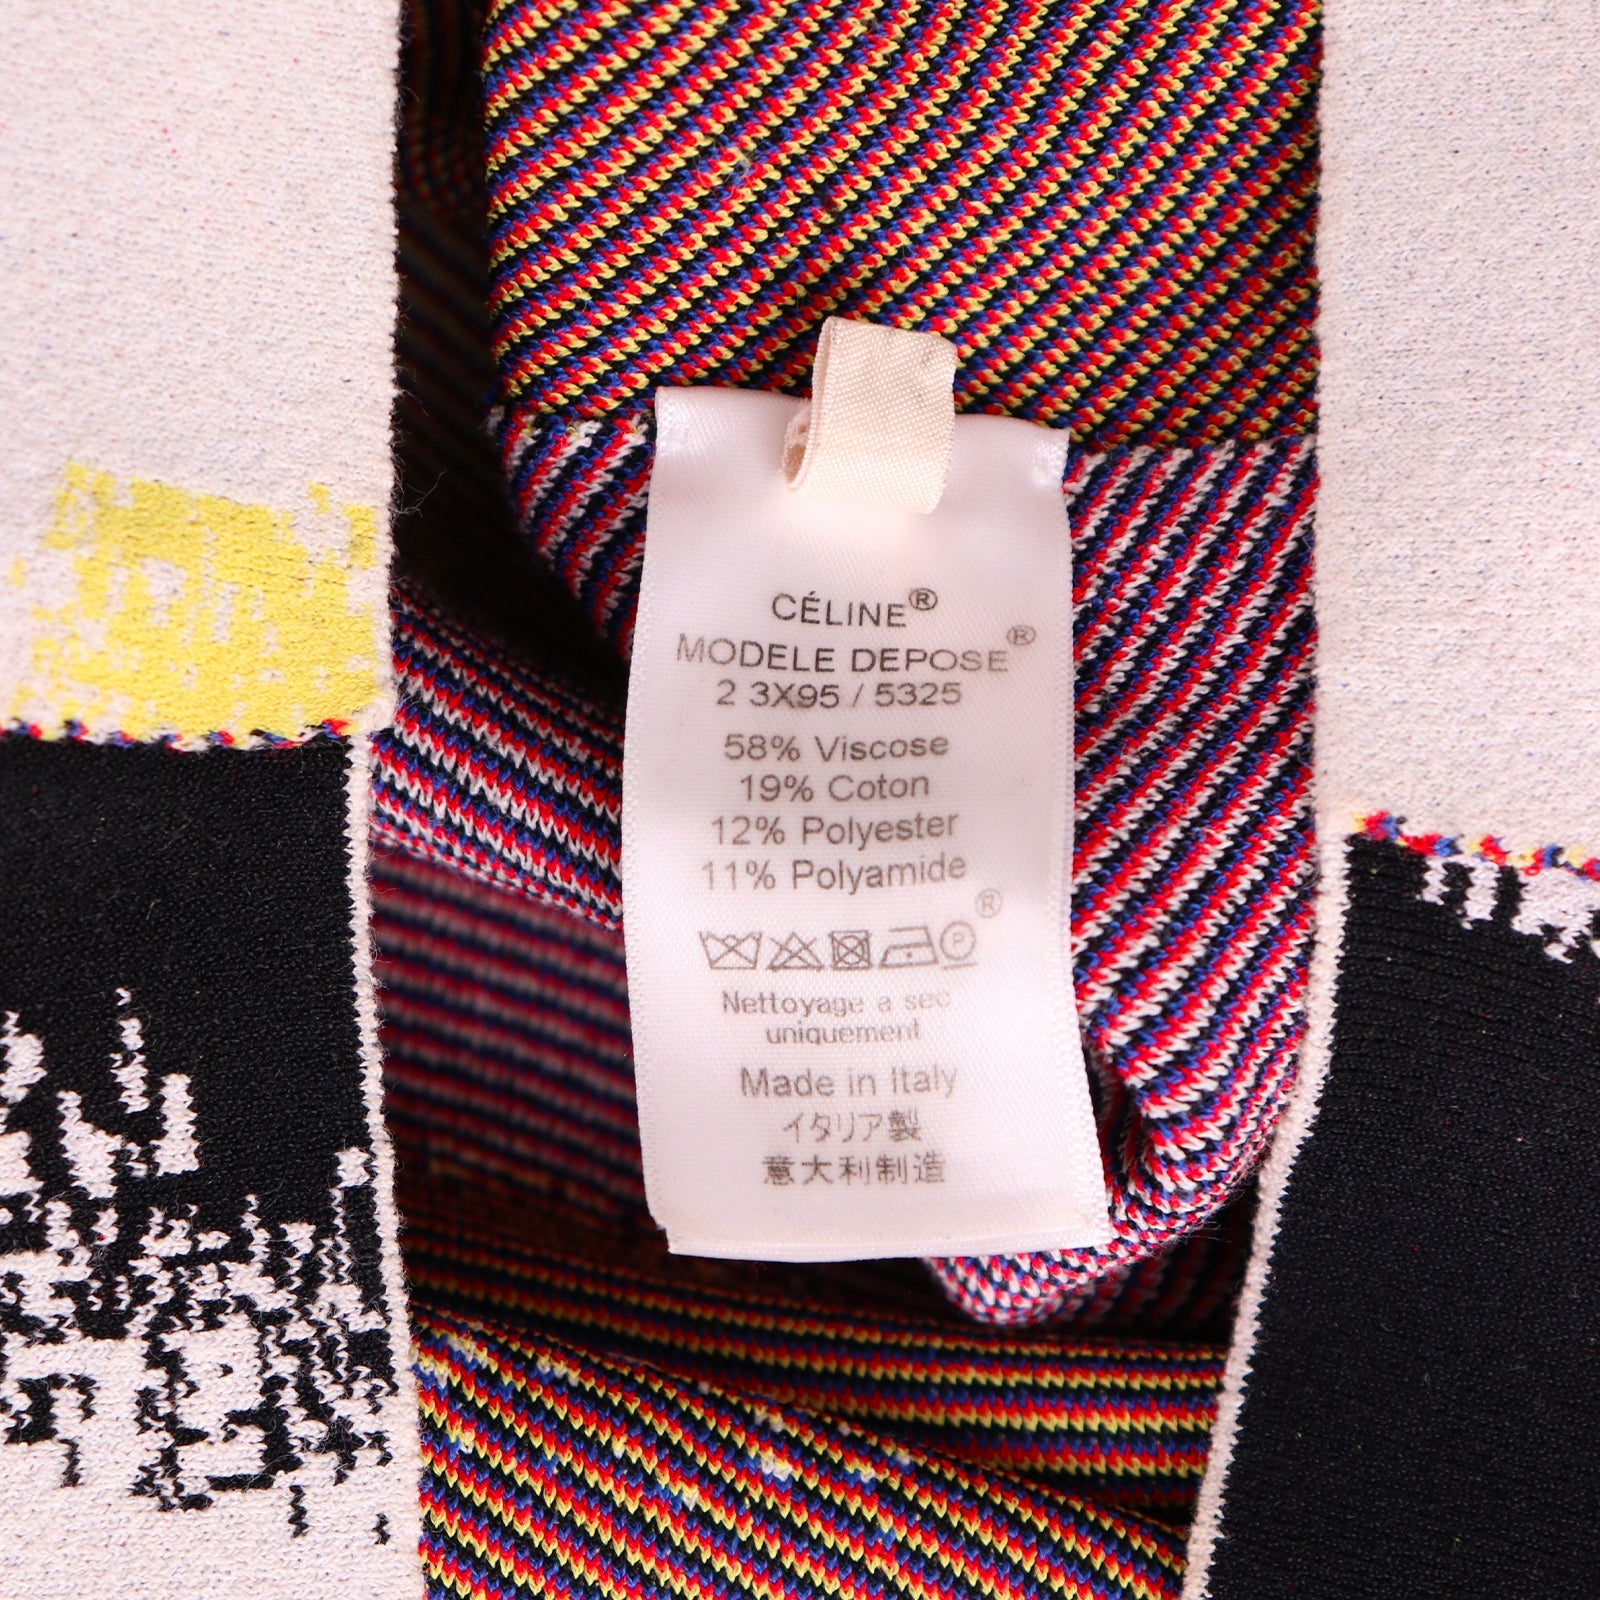 CÉLINE®
MODELE DEPOSE®
2 3X95 / 5325
58% Viscose
19% Coton
12% Polyester
11% Polyamide
®
P
Nettoyage a sec
uniquement
Made in Italy
イタリア製
意大利制造